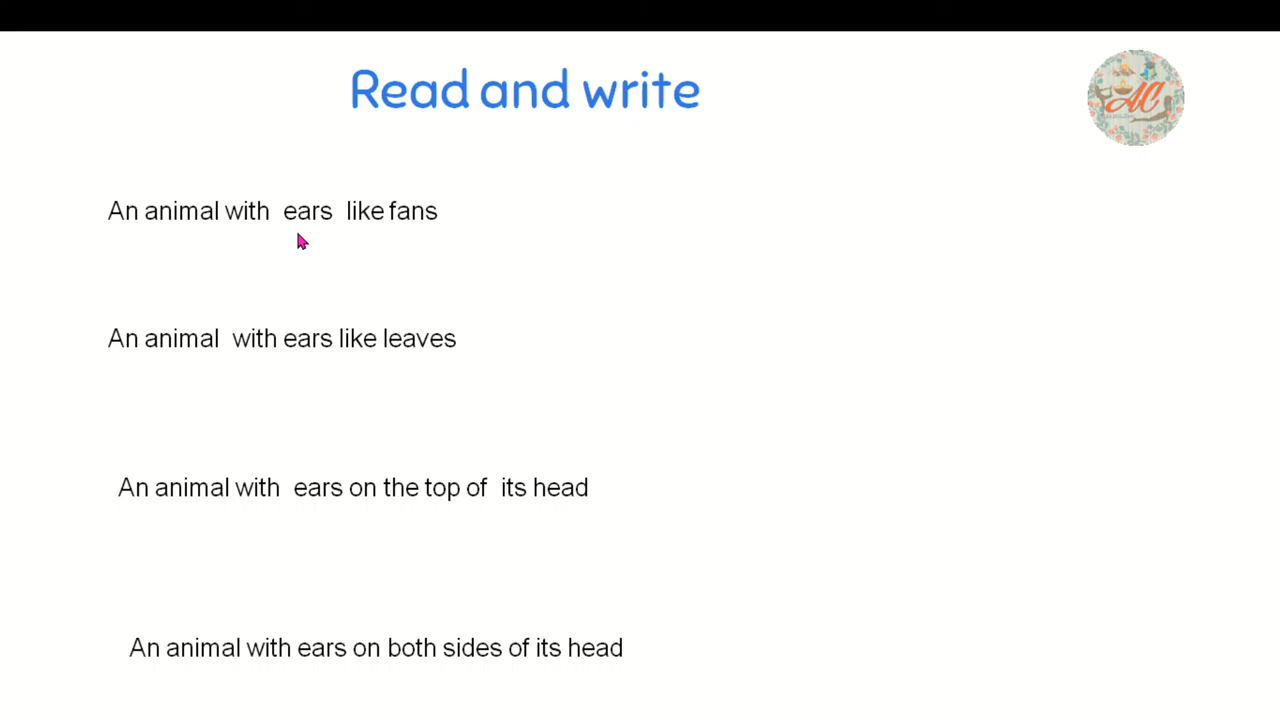 Read and write
AC
An animal with ears like fans
An animal with ears like leaves
An animal with ears on the top of its head
An animal with ears on both sides of its head